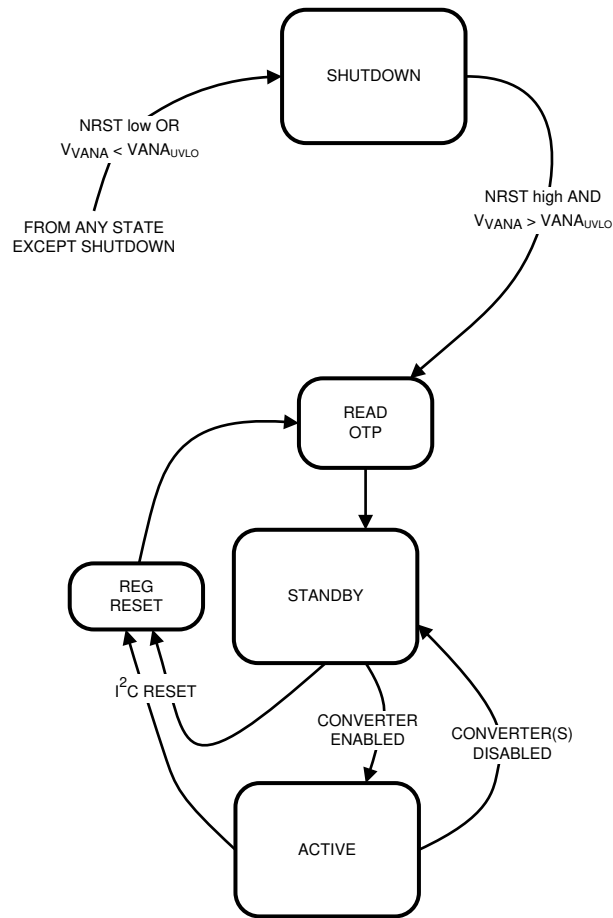 SHUTDOWN
NRST low OR
VVANA < VANAUVLO
FROM ANY STATE
EXCEPT SHUTDOWN
NRST high AND
VVANA > VANAUVLO
READ
OTP
STANDBY
REG
RESET
I2C RESET
CONVERTER
ENABLED
CONVERTER(S)
DISABLED
ACTIVE